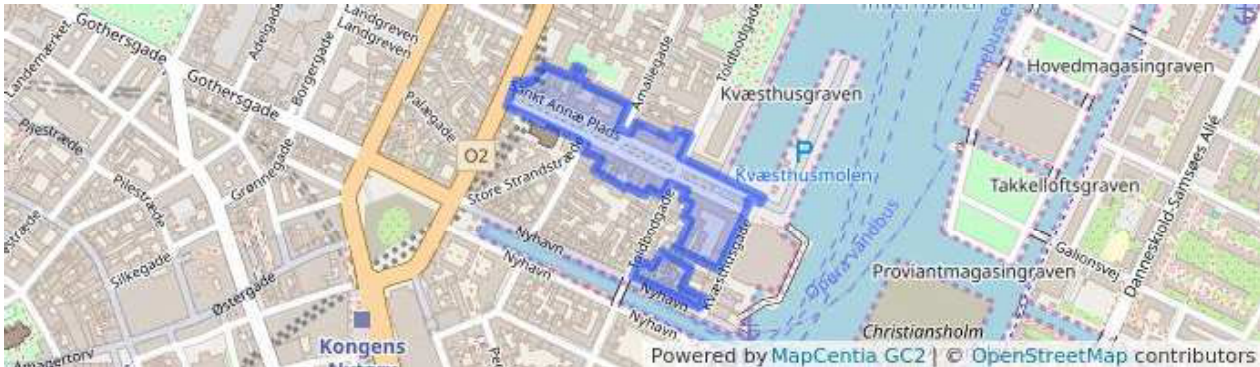 Landemærket
Gothersgade
Adelgade
Landgreven
Landgreven
Gothersgade
Borgergade
Palægade
Pilestræde
Pilestræde
Grønnegade
Silkegade
Østergade
Amagertorv
Kongens
O2
Store Strandstræde
Sankt Annæ Plads
Amaliegade
Toldbodgade
Toldbodgade
Nyhavn
Nyhavn
Nyhavn
Nyhavn
Kvæsthusgade
Kvæsthusgraven
P
Kvæsthusmolen
Hovedmagasingraven
Takkelloftsgraven
Danneskiold-Samsøes Allé
Galionsvej
Proviantmagasingraven
Christiansholm
Powered by MapCentia GC2 | © OpenStreetMap contributors